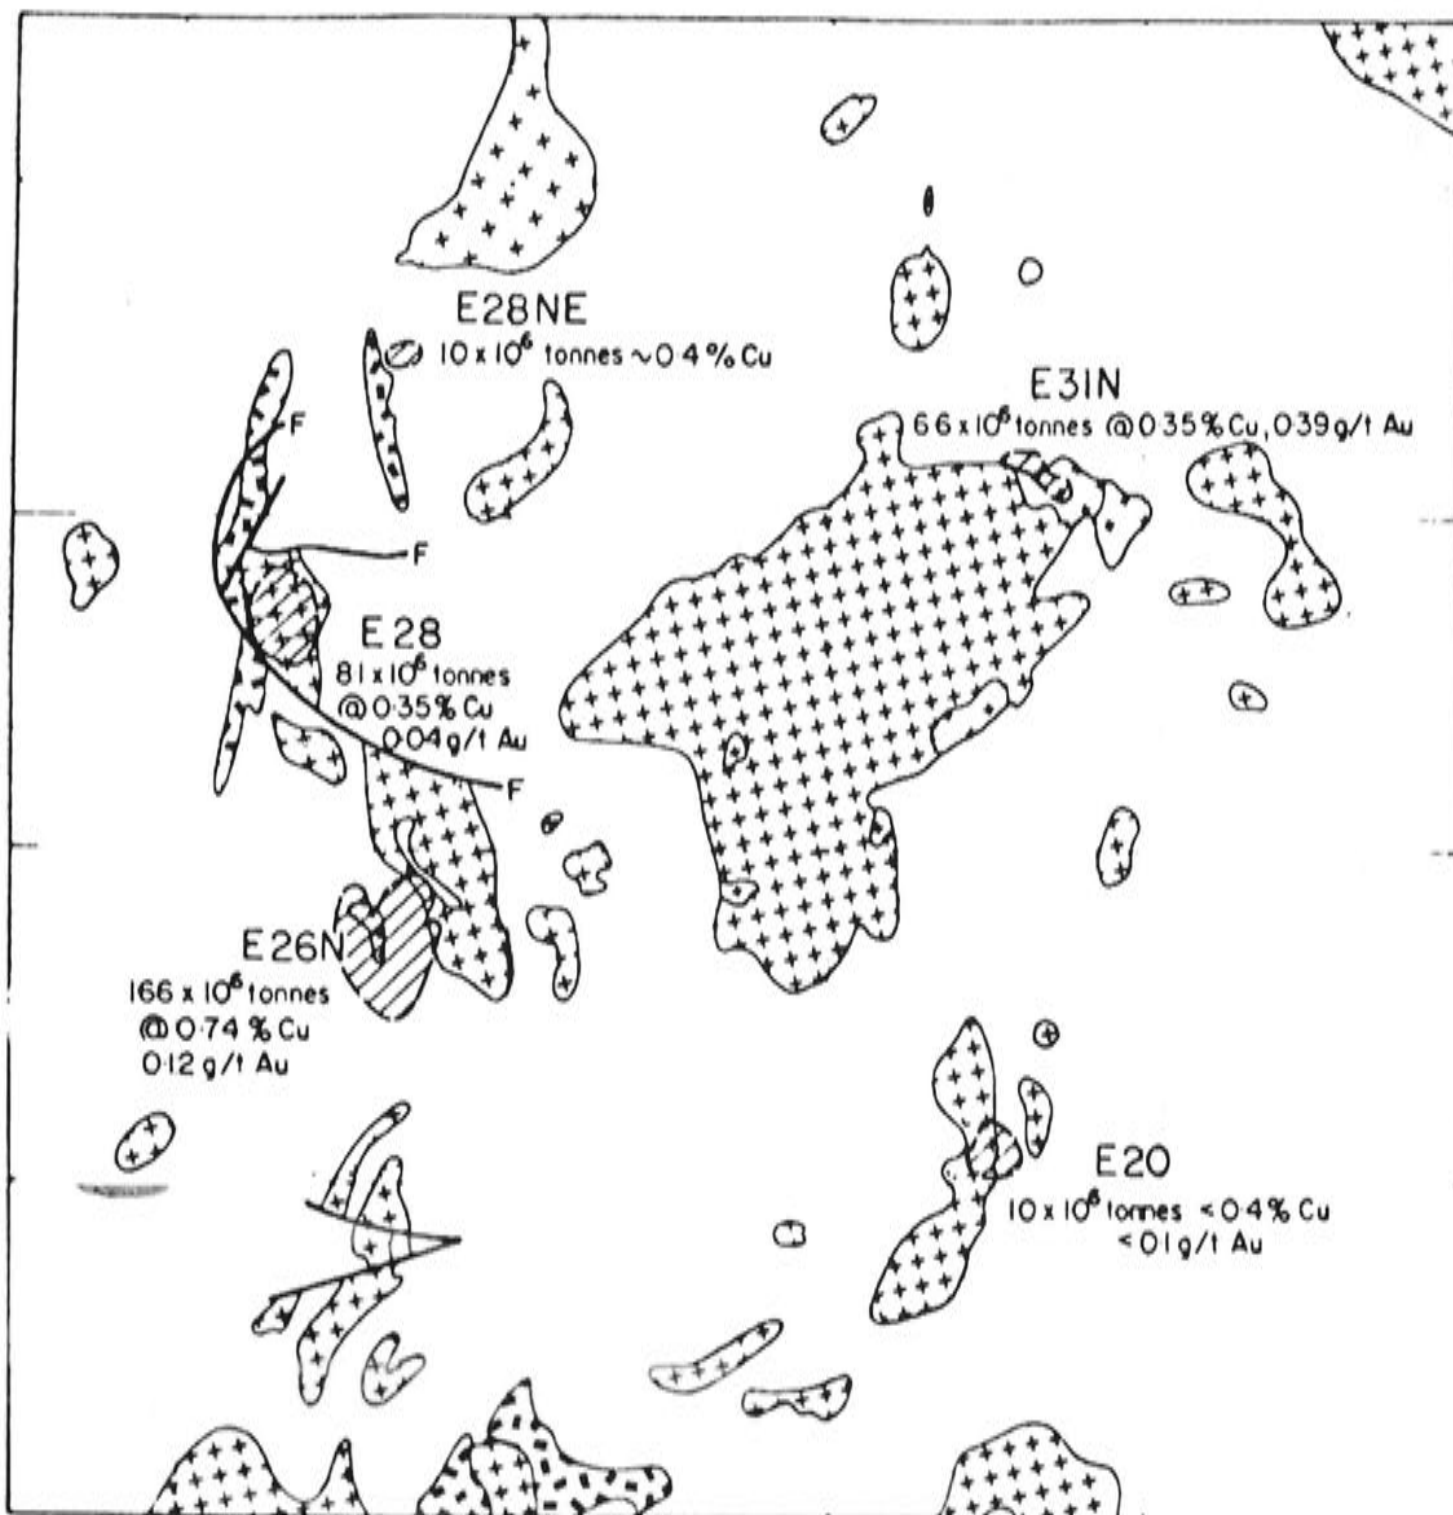 E28NE
10 x 10⁶ tonnes ~0·4% Cu
E31N
66 x 10⁶ tonnes @ 0·35% Cu, 0·39 g/t Au
F
F
E28
81 x 10⁶ tonnes
@ 0·35% Cu
0·04 g/t Au
F
E26N
166 x 10⁶ tonnes
@ 0·74 % Cu
0·12 g/t Au
E20
10 x 10⁶ tonnes <0·4% Cu
<01 g/t Au